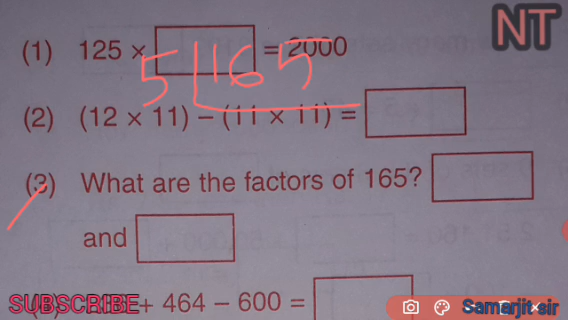 NT
(1) 125 × = 2000
5 165
(2) (12 × 11) – (11 × 11) =
(3) What are the factors of 165?
and
SUBSCRIBE + 464 – 600 =
Samarjit sir